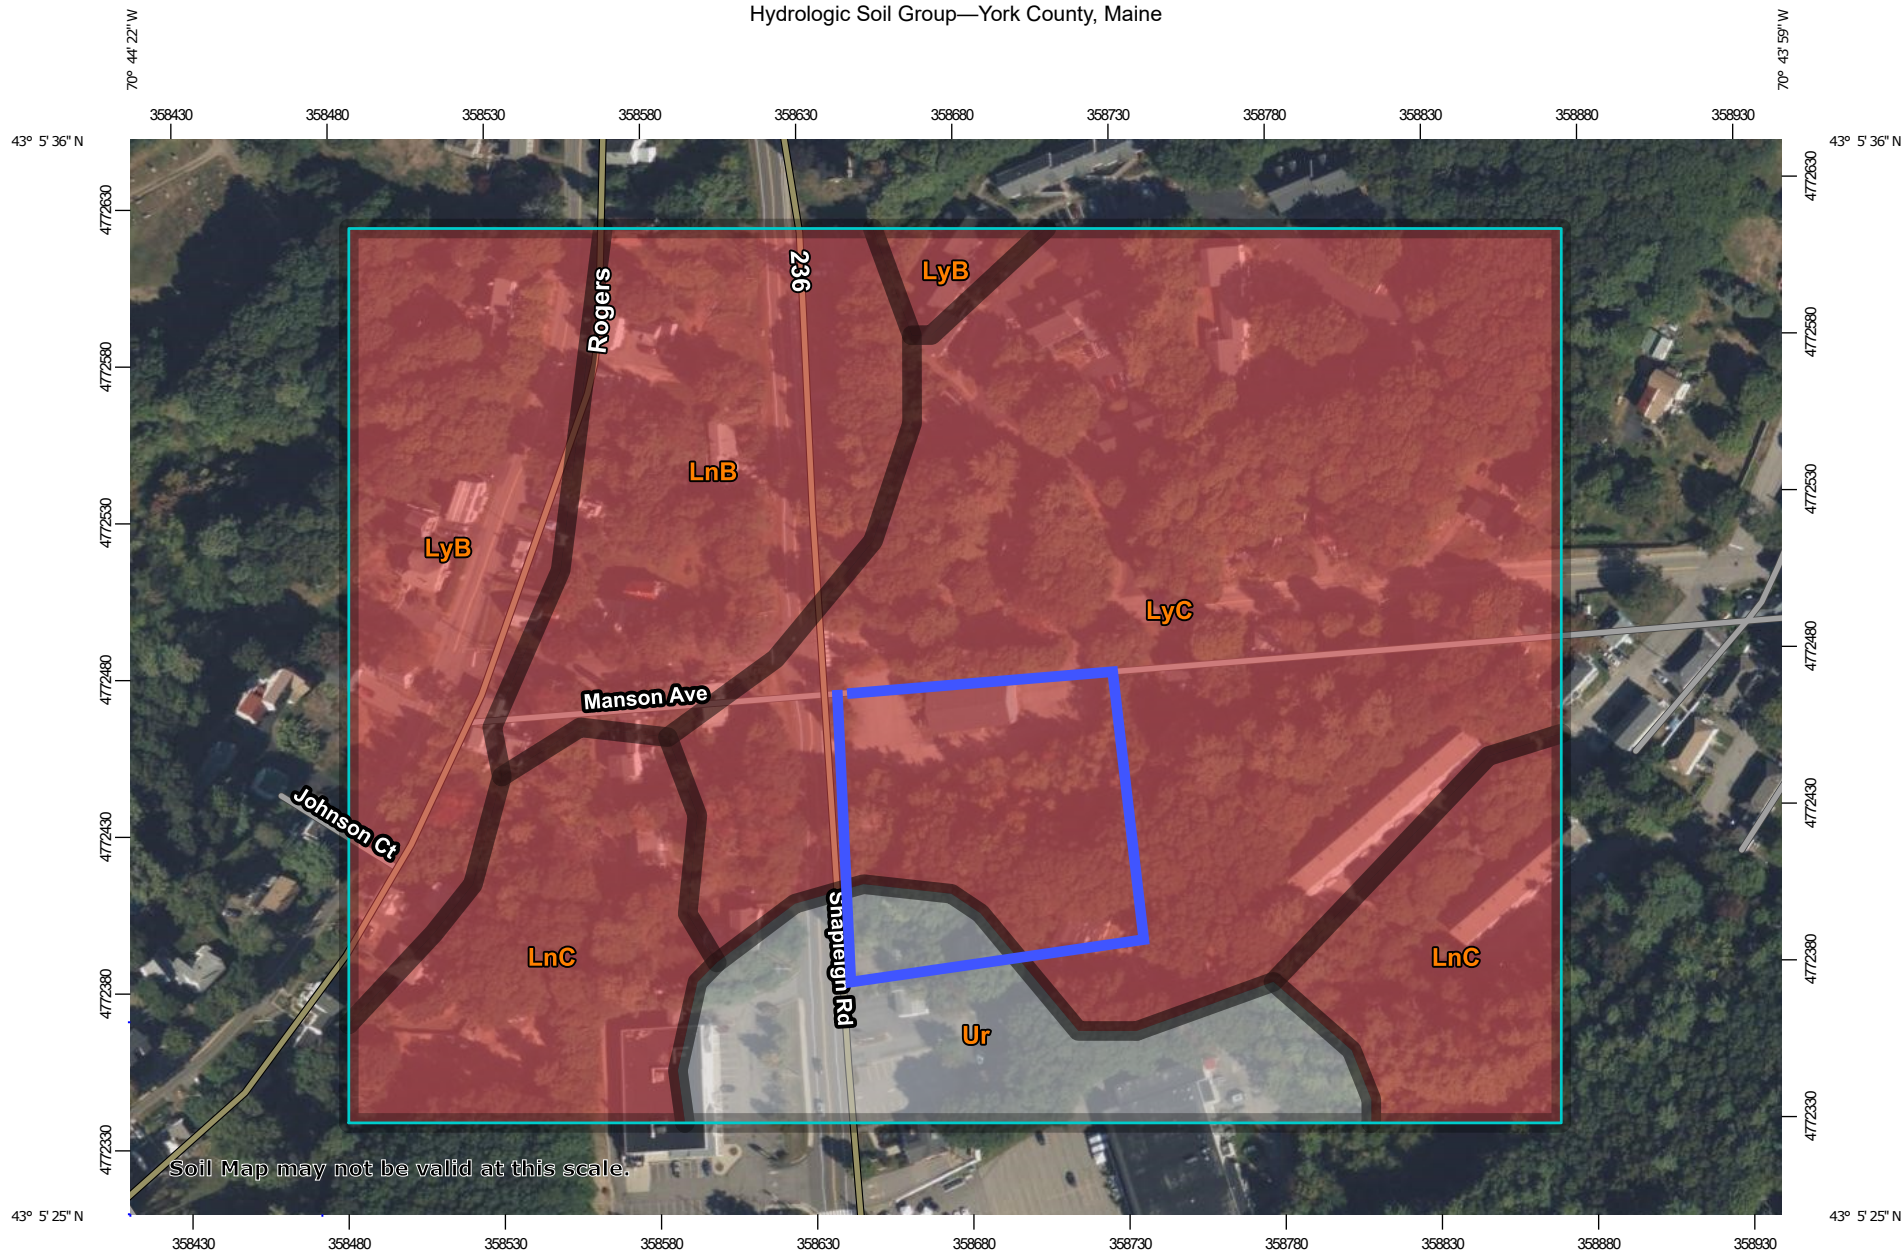 Hydrologic Soil Group—York County, Maine
70° 44' 22'' W
70° 43' 59'' W
358430 358480 358530 358580 358630 358680 358730 358780 358830 358880 358930
43° 5' 36'' N
43° 5' 36'' N
4772630
4772580
4772530
4772480
4772430
4772380
4772330
4772630
4772580
4772530
4772480
4772430
4772380
4772330
Rogers
236
LyB
LnB
LyB
LyC
Manson Ave
Johnson Ct
Snapleigh Rd
LnC
LnC
Ur
Soil Map may not be valid at this scale.
43° 5' 25'' N
43° 5' 25'' N
358430 358480 358530 358580 358630 358680 358730 358780 358830 358880 358930